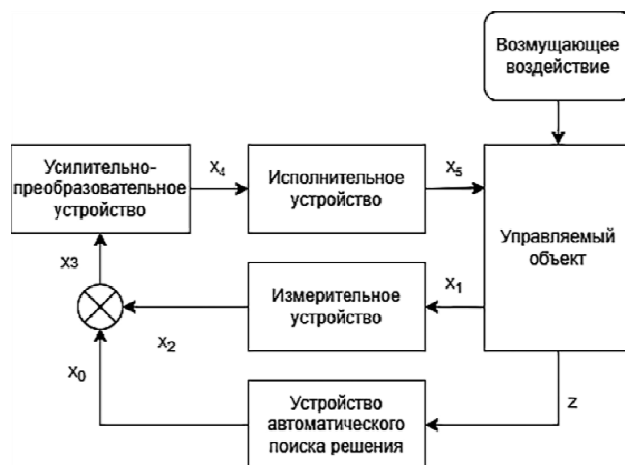 Возмущающее
воздействие
Усилительно-
преобразовательное
устройство
X4
Исполнительное
устройство
X5
Управляемый
объект
X3
Измерительное
устройство
X1
X2
X0
Устройство
автоматического
поиска решения
Z